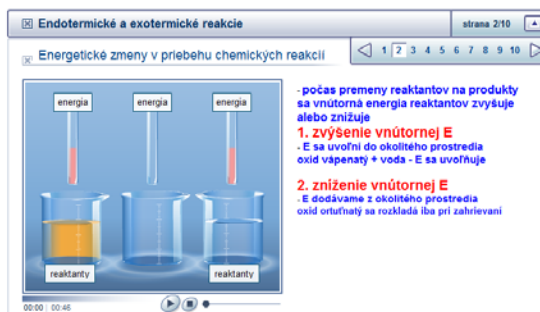 Endotermické a exotermické reakcie
strana 2/10
Energetické zmeny v priebehu chemických reakcií
1 2 3 4 5 6 7 8 9 10
energia energia energia
reaktanty reaktanty
00:00 | 00:46
- počas premeny reaktantov na produkty
sa vnútorná energia reaktantov zvyšuje
alebo znižuje
1. zvýšenie vnútornej E
- E sa uvoľní do okolitého prostredia
oxid vápenatý + voda - E sa uvoľňuje
2. zniženie vnútornej E
- E dodávame z okolitého prostredia
oxid ortuťnatý sa rozkladá iba pri zahrievaní